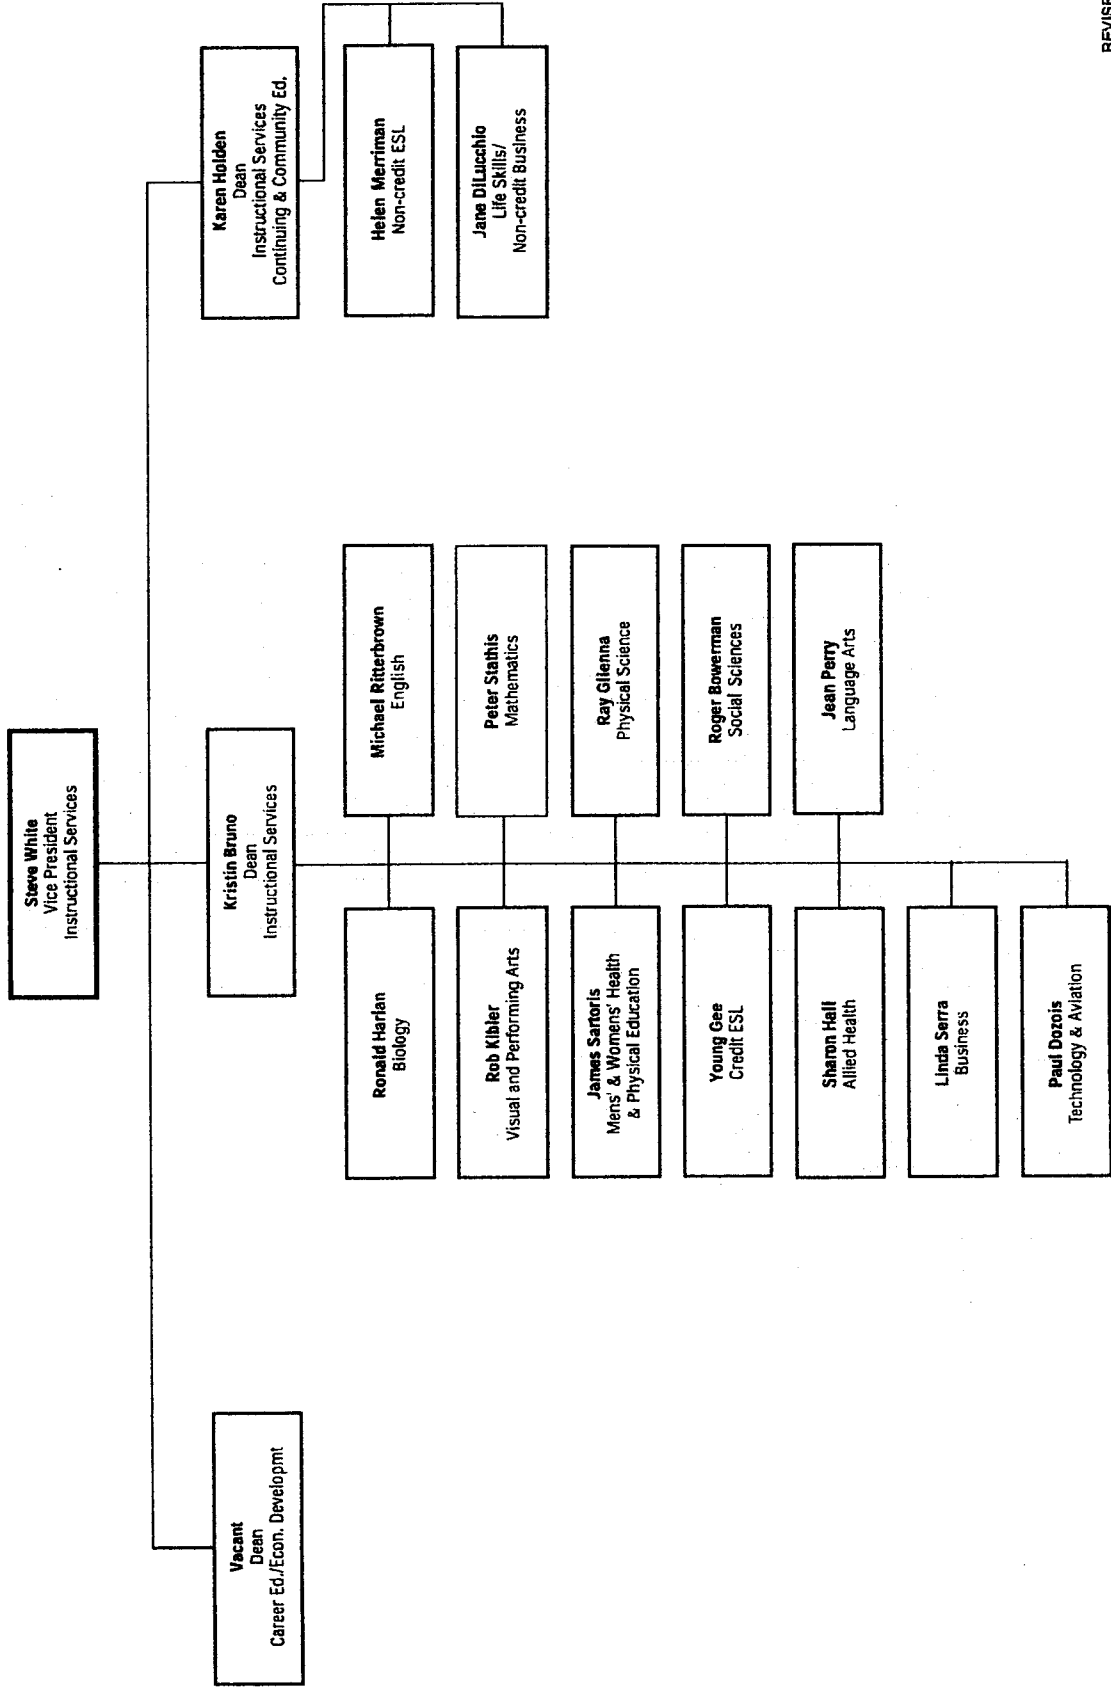 Steve White
Vice President
Instructional Services
Vacant
Dean
Career Ed./Econ. Developmt
Kristin Bruno
Dean
Instructional Services
Karen Holden
Dean
Instructional Services
Continuing & Community Ed.
Ronald Harlan
Biology
Michael Ritterbrown
English
Helen Merriman
Non-credit ESL
Rob Kibler
Visual and Performing Arts
Peter Stathis
Mathematics
Jane DiLucchio
Life Skills/
Non-credit Business
James Sartoris
Mens' & Womens' Health
& Physical Education
Ray Glienna
Physical Science
Young Gee
Credit ESL
Roger Bowerman
Social Sciences
Sharon Hall
Allied Health
Jean Perry
Language Arts
Linda Serra
Business
Paul Dozois
Technology & Aviation